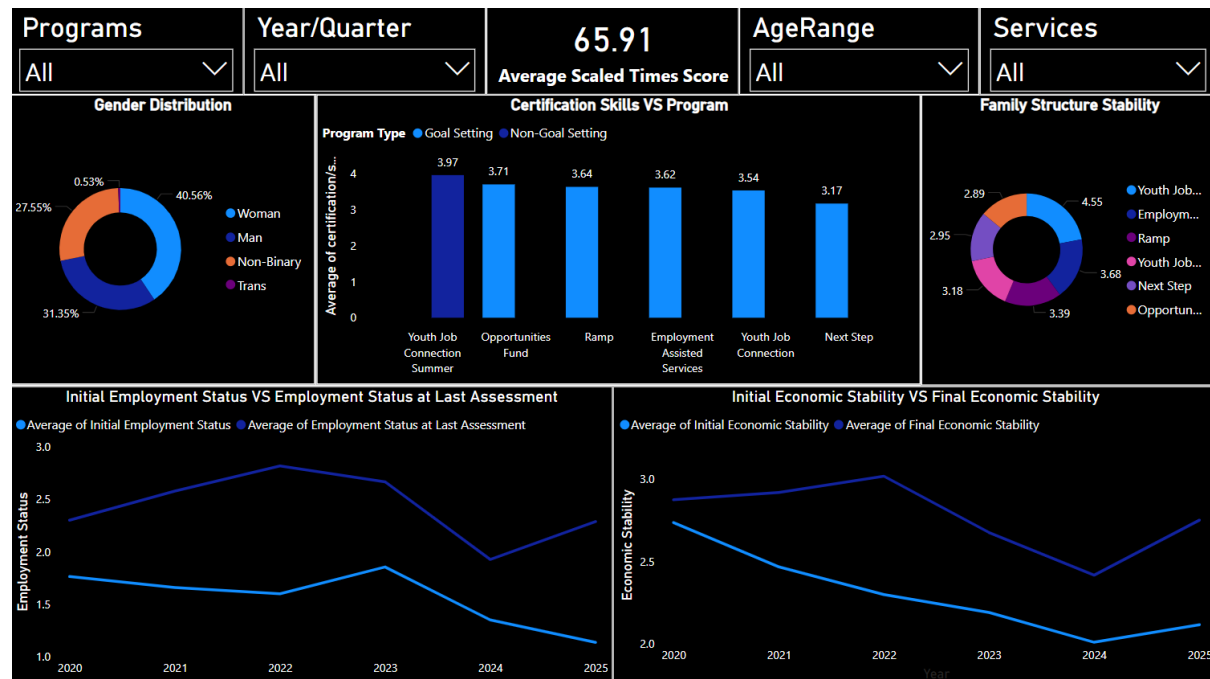 Programs
All
Year/Quarter
All
65.91
Average Scaled Times Score
AgeRange
All
Services
All
Gender Distribution
0.53%
40.56%
27.55%
31.35%
Woman
Man
Non-Binary
Trans
Certification Skills VS Program
Program Type Goal Setting Non-Goal Setting
Average of certification/s...
4
3
2
1
0
3.97
3.71
3.64
3.62
3.54
3.17
Youth Job
Connection
Summer
Opportunities
Fund
Ramp
Employment
Assisted
Services
Youth Job
Connection
Next Step
Family Structure Stability
2.89
4.55
2.95
3.68
3.18
3.39
Youth Job...
Employm...
Ramp
Youth Job...
Next Step
Opportun...
Initial Employment Status VS Employment Status at Last Assessment
Average of Initial Employment Status Average of Employment Status at Last Assessment
Employment Status
3.0
2.5
2.0
1.5
1.0
2020 2021 2022 2023 2024 2025
Initial Economic Stability VS Final Economic Stability
Average of Initial Economic Stability Average of Final Economic Stability
Economic Stability
3.0
2.5
2.0
2020 2021 2022 2023 2024 2025
Year